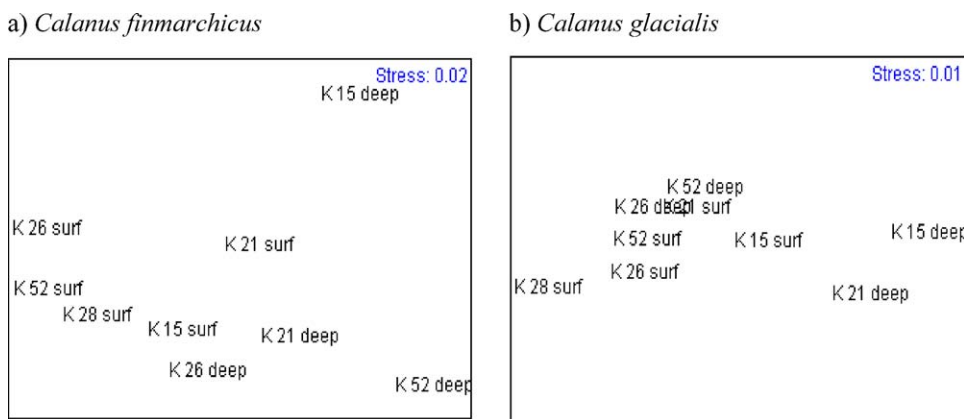 a) Calanus finmarchicus
Stress: 0.02
K 15 deep
K 26 surf
K 21 surf
K 52 surf
K 28 surf
K 15 surf
K 21 deep
K 26 deep
K 52 deep
b) Calanus glacialis
Stress: 0.01
K 52 deep
K 26 deep
K 21 surf
K 52 surf
K 15 surf
K 15 deep
K 26 surf
K 28 surf
K 21 deep